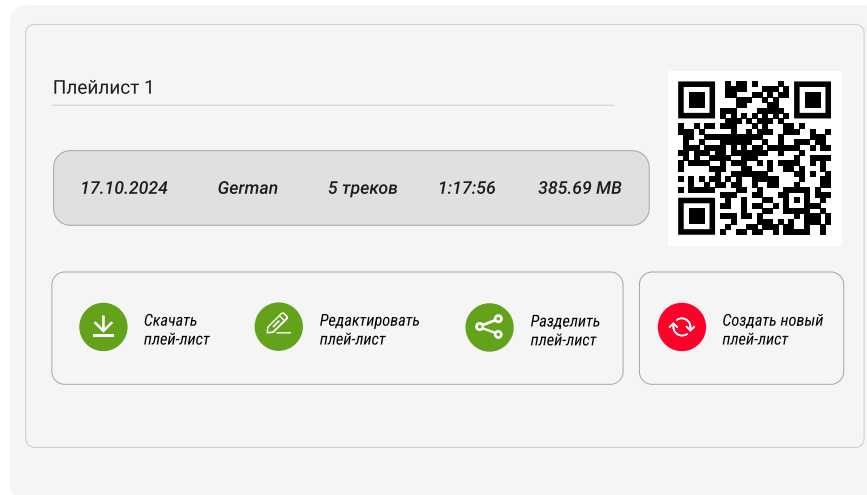 Плейлист 1
17.10.2024 German 5 треков 1:17:56 385.69 MB
Скачать
плей-лист
Редактировать
плей-лист
Разделить
плей-лист
Создать новый
плей-лист